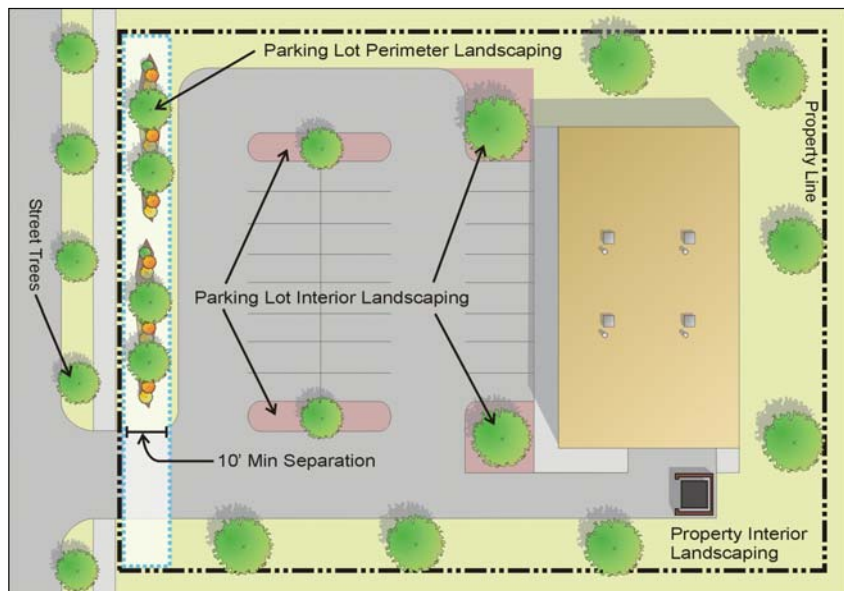 Parking Lot Perimeter Landscaping
Property Line
Street Trees
Parking Lot Interior Landscaping
10' Min Separation
Property Interior
Landscaping